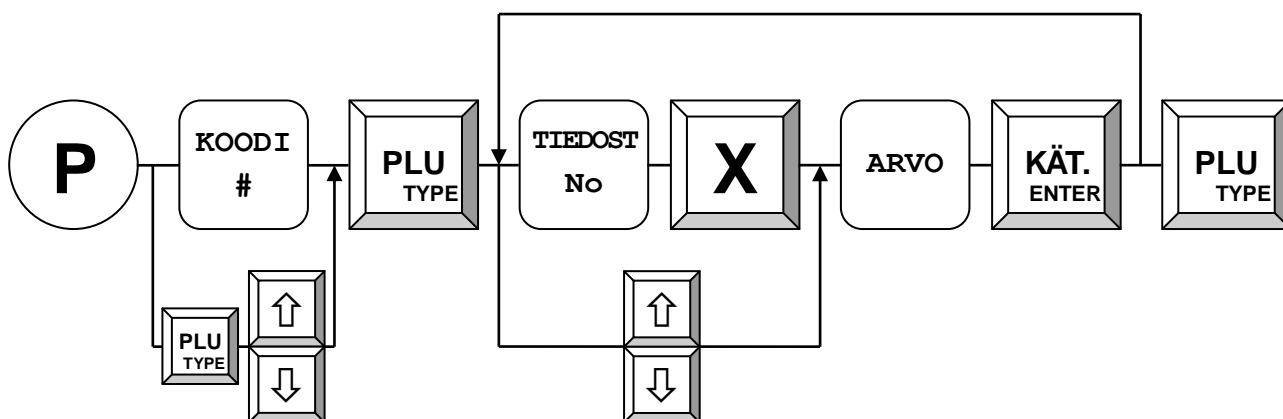 P
KOODI
#
PLU
TYPE
TIEDOST
No
X
ARVO
KÄT.
ENTER
PLU
TYPE
PLU
TYPE